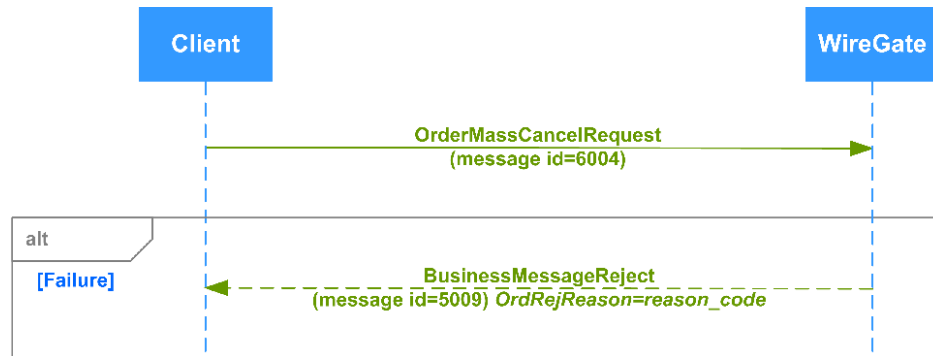 Client
WireGate
OrderMassCancelRequest
(message id=6004)
alt
[Failure]
BusinessMessageReject
(message id=5009) OrdRejReason=reason_code